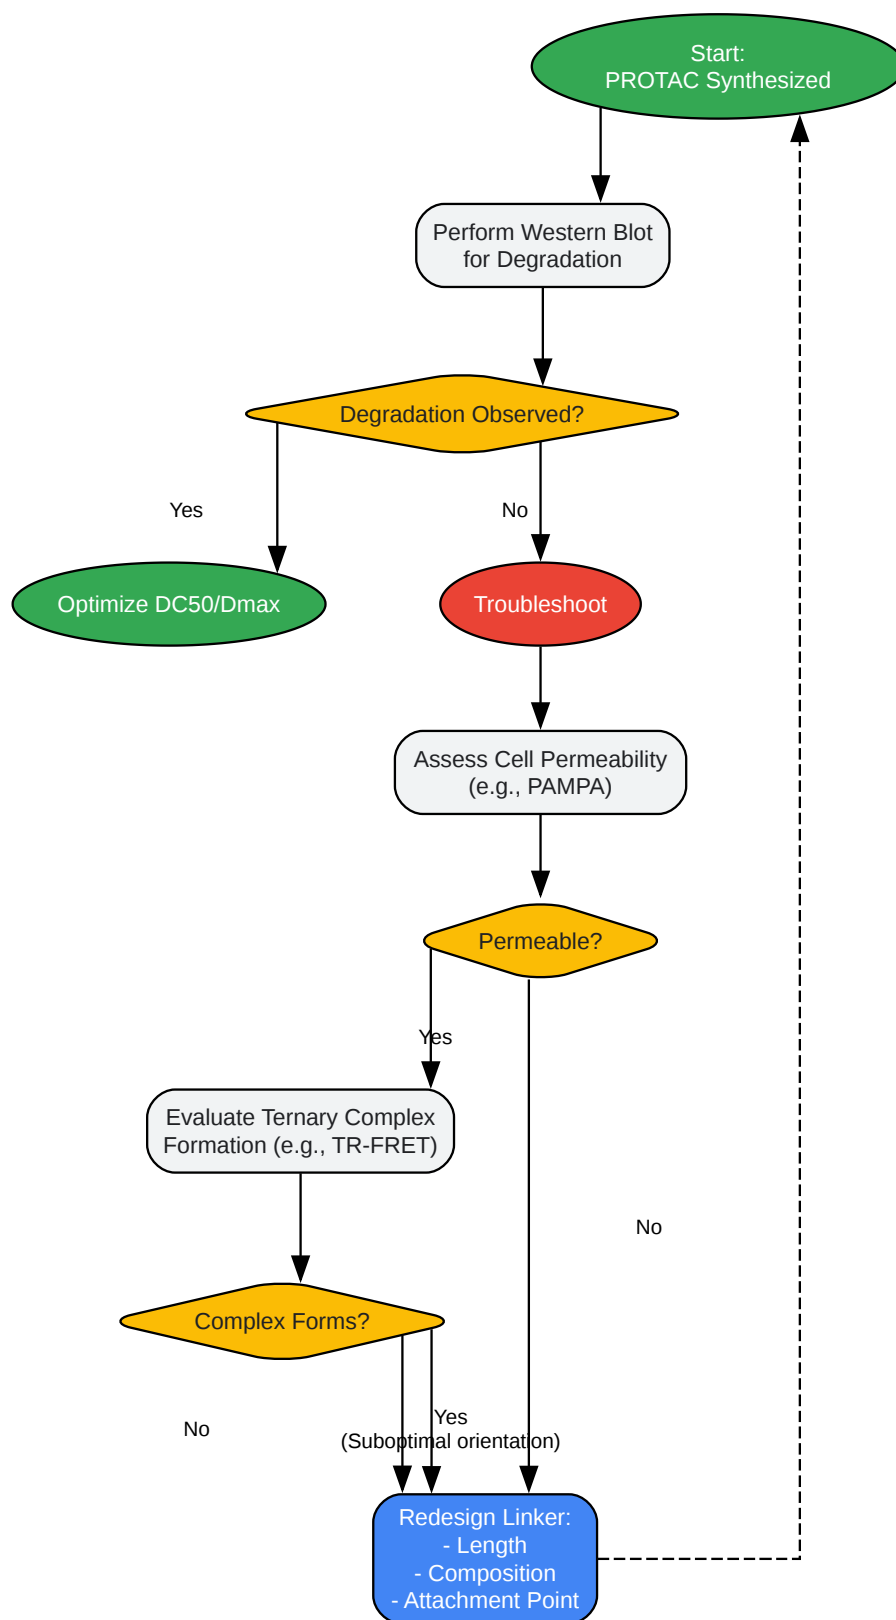 Start:
PROTAC Synthesized
Perform Western Blot
for Degradation
Degradation Observed?
Yes
No
Optimize DC50/Dmax
Troubleshoot
Assess Cell Permeability
(e.g., PAMPA)
Permeable?
Yes
Evaluate Ternary Complex
Formation (e.g., TR-FRET)
No
Complex Forms?
No
Yes
(Suboptimal orientation)
Redesign Linker:
- Length
- Composition
- Attachment Point